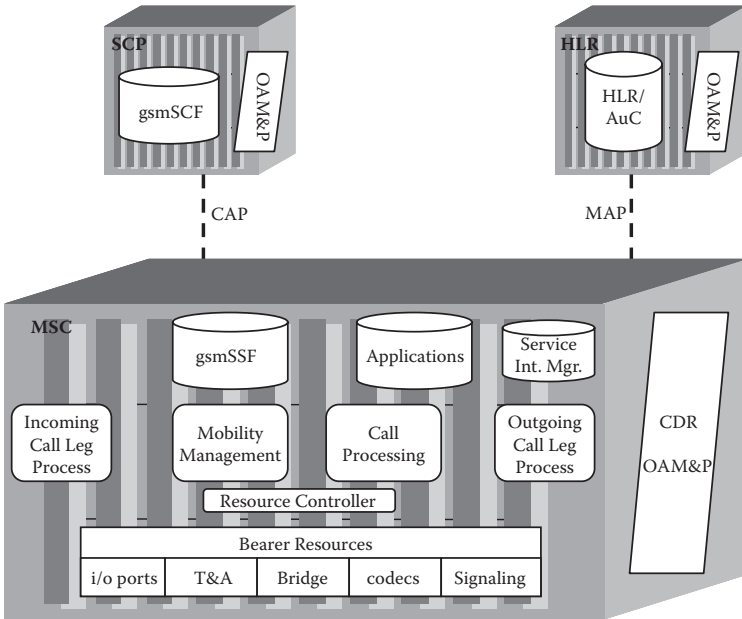 SCP
gsmSCF
OAM&P
HLR
HLR/
AuC
OAM&P
CAP
MAP
MSC
gsmSSF
Applications
Service
Int. Mgr.
Incoming
Call Leg
Process
Mobility
Management
Call
Processing
Outgoing
Call Leg
Process
CDR
OAM&P
Resource Controller
Bearer Resources
i/o ports
T&A
Bridge
codecs
Signaling